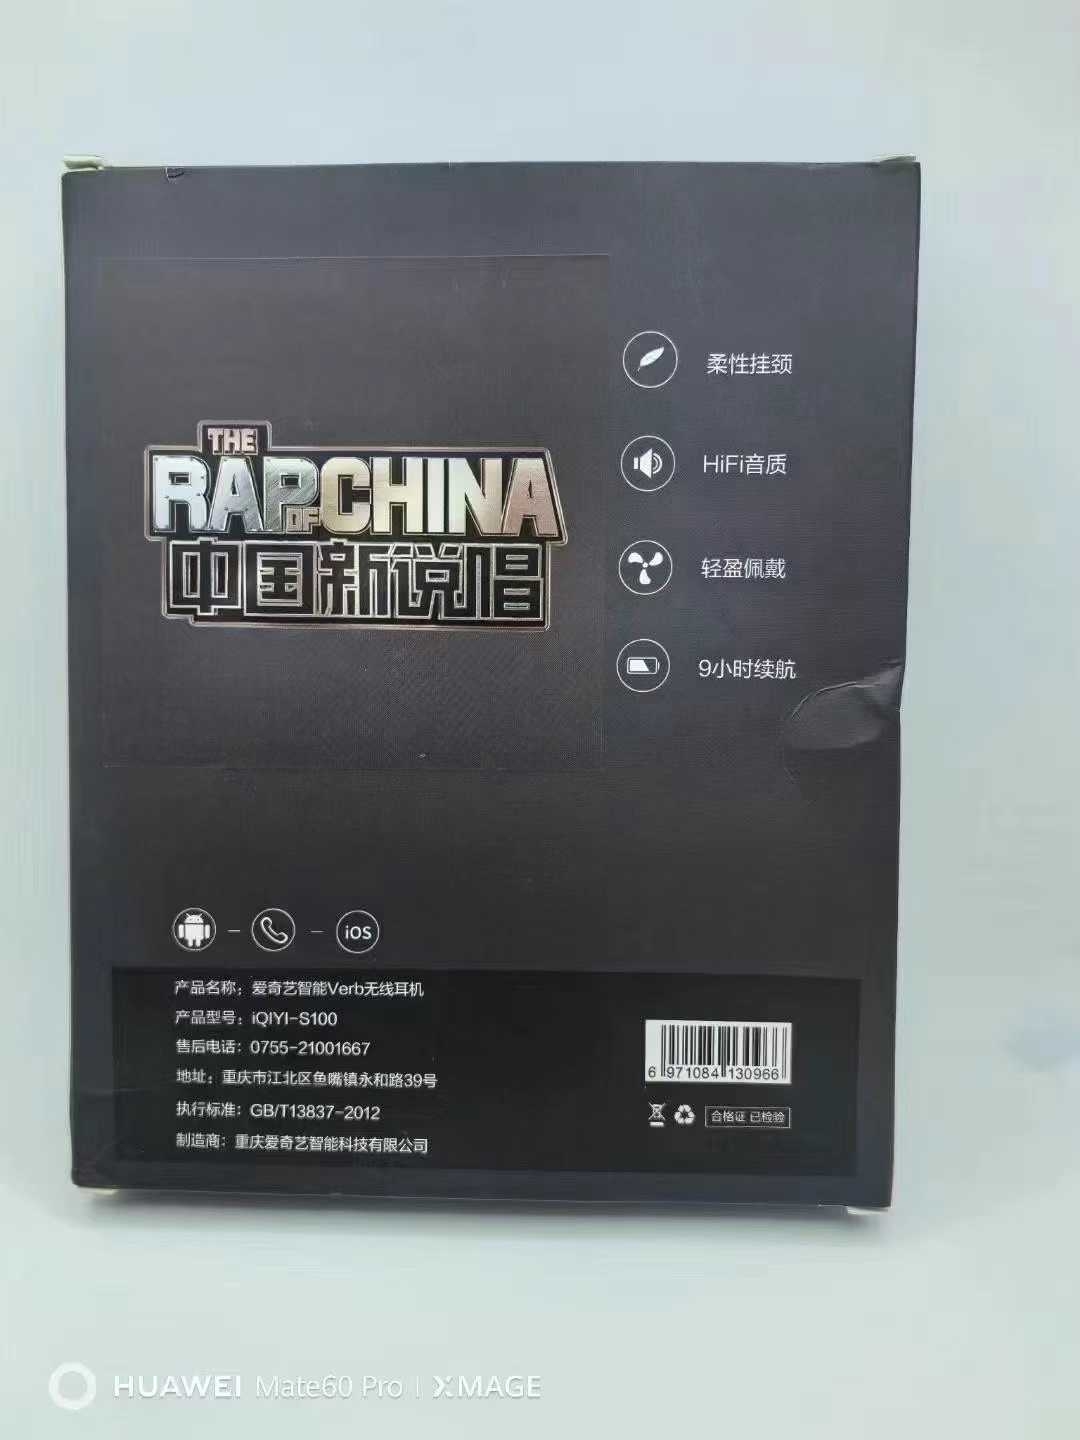 THE
RAP OF CHINA
中国新说唱
柔性挂颈
HiFi音质
轻盈佩戴
9小时续航
iOS
产品名称：爱奇艺智能Verb无线耳机
产品型号：iQIYI-S100
售后电话：0755-21001667
地址：重庆市江北区鱼嘴镇永和路39号
执行标准：GB/T13837-2012
制造商：重庆爱奇艺智能科技有限公司
6 971084 130966
合格证 已检验
HUAWEI Mate60 Pro | XMAGE